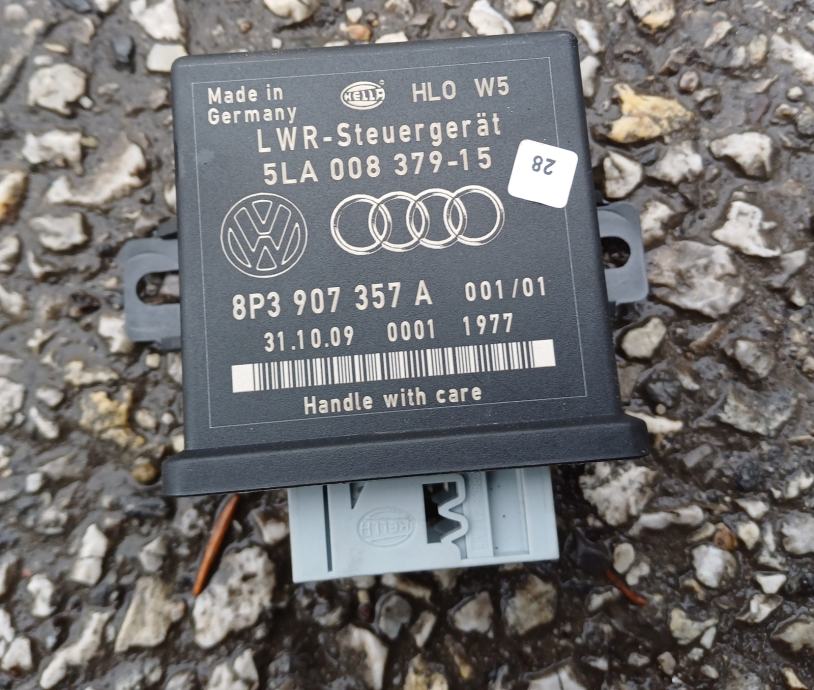 Made in
Germany
HELLA HLO W5
LWR-Steuergerät
5LA 008 379-15
28
8P3 907 357 A 001/01
31.10.09 0001 1977
Handle with care
HELLA